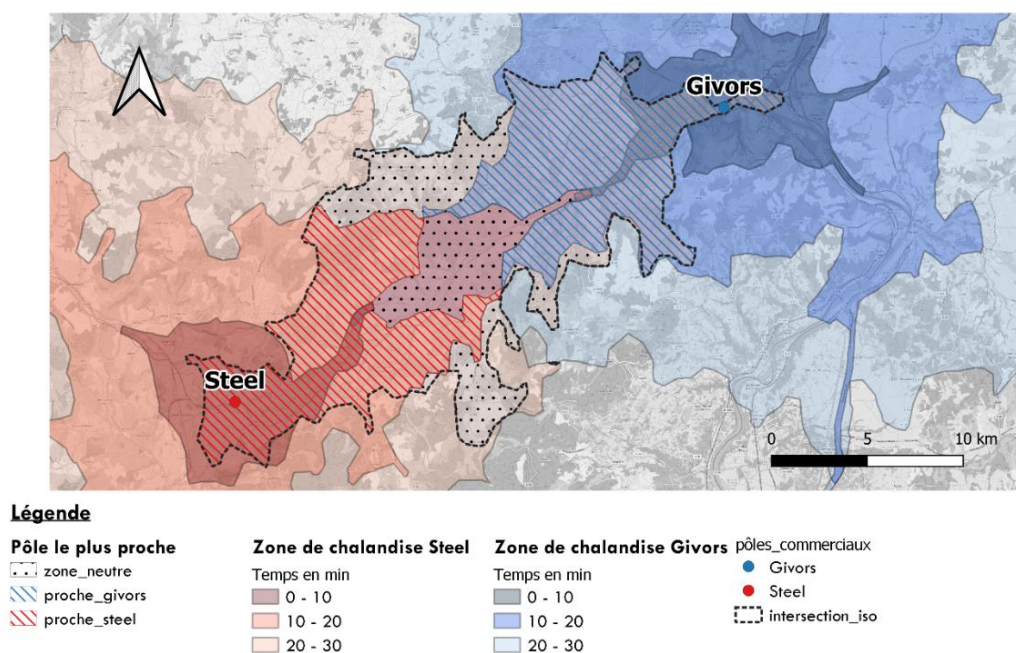 Givors
Steel
0 5 10 km
Légende
Pôle le plus proche
zone_neutre
proche_givors
proche_steel
Zone de chalandise Steel
Temps en min
0 - 10
10 - 20
20 - 30
Zone de chalandise Givors
Temps en min
0 - 10
10 - 20
20 - 30
pôles_commerciaux
Givors
Steel
intersection_iso